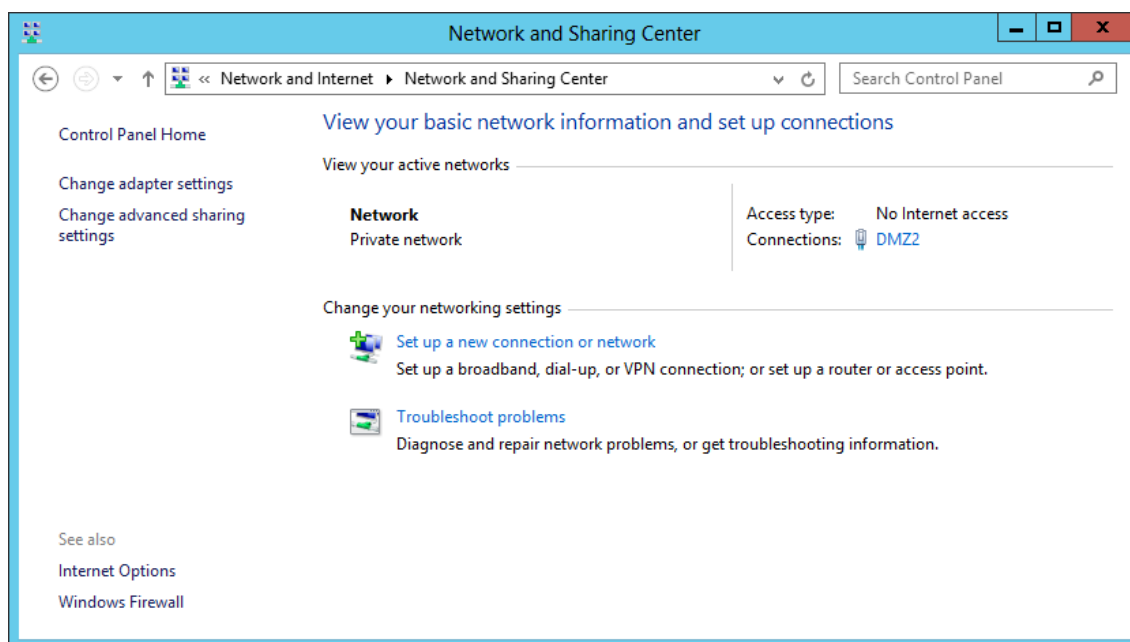 Network and Sharing Center
« Network and Internet Network and Sharing Center
Search Control Panel
Control Panel Home
Change adapter settings
Change advanced sharing
settings
See also
Internet Options
Windows Firewall
View your basic network information and set up connections
View your active networks
Network
Private network
Access type: No Internet access
Connections: DMZ2
Change your networking settings
Set up a new connection or network
Set up a broadband, dial-up, or VPN connection; or set up a router or access point.
Troubleshoot problems
Diagnose and repair network problems, or get troubleshooting information.